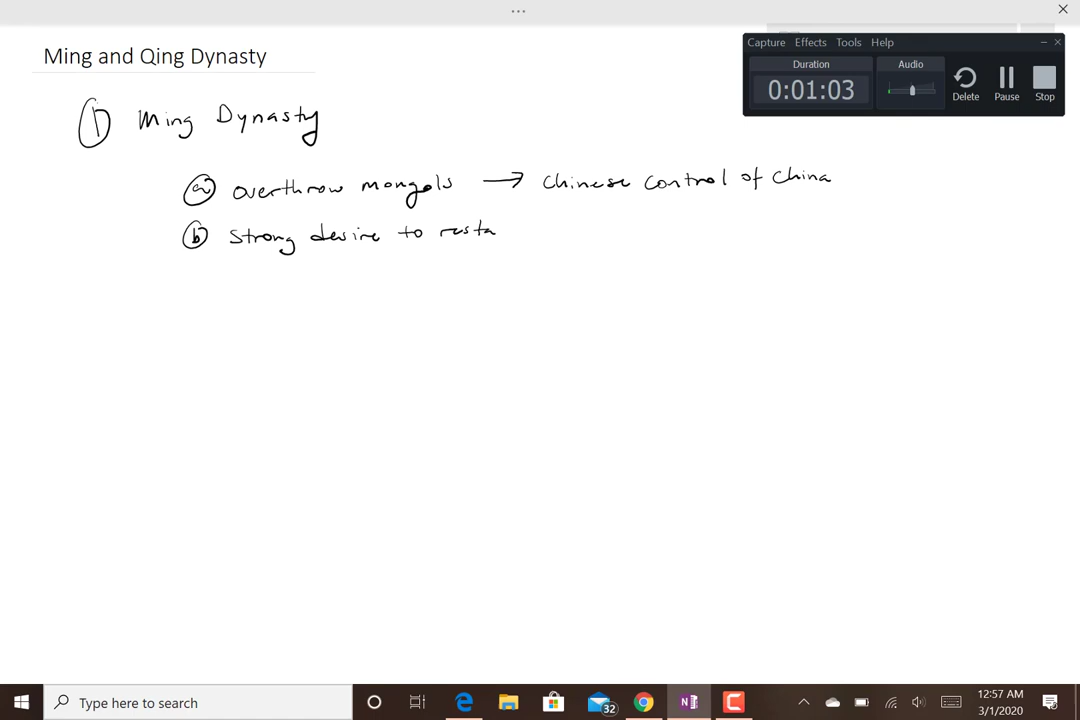 ...
Ming and Qing Dynasty
Capture Effects Tools Help
Duration
Audio
0:01:03
Delete
Pause
Stop
1 Ming Dynasty
a overthrow mongols → Chinese control of China
b strong desire to resta
Type here to search
32
N
12:57 AM
3/1/2020